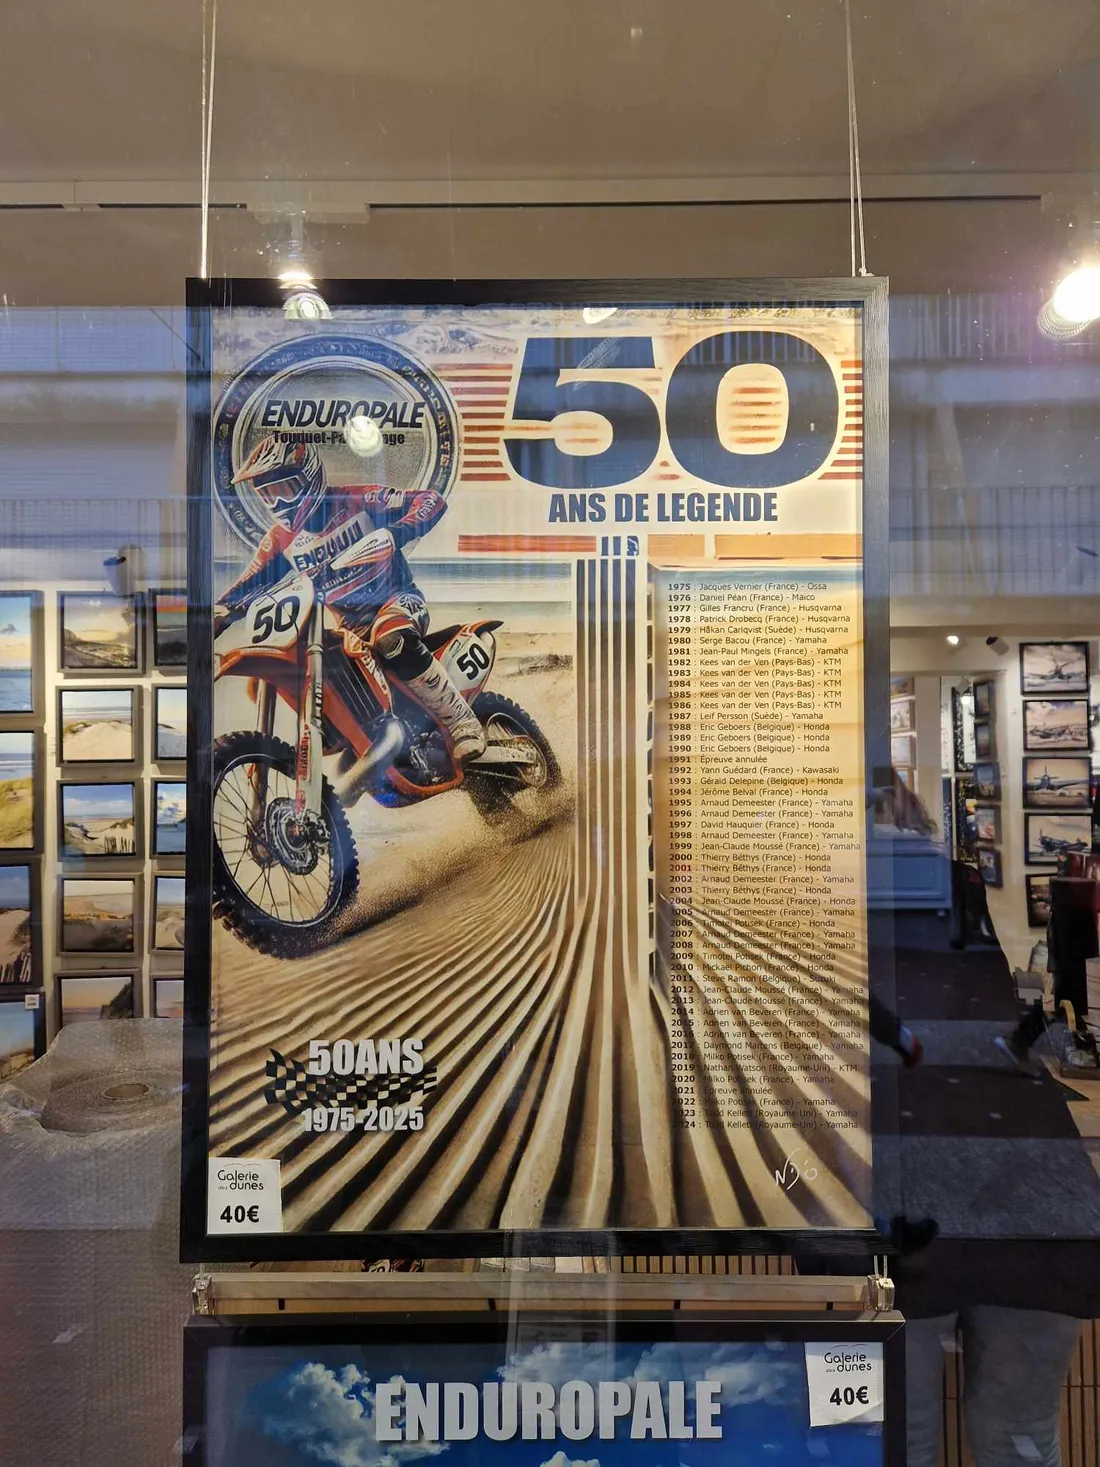 ENDUROPALE
50
ANS DE LEGENDE
50
50
1975 : Jacques Vernier (France) - Ossa
1976 : Daniel Péan (France) - Maico
1977 : Gilles Francru (France) - Husqvarna
1978 : Patrick Drobecq (France) - Husqvarna
1979 : Håkan Carlqvist (Suède) - Husqvarna
1980 : Serge Bacou (France) - Yamaha
1981 : Jean-Paul Mingels (France) - Yamaha
1982 : Kees van der Ven (Pays-Bas) - KTM
1983 : Kees van der Ven (Pays-Bas) - KTM
1984 : Kees van der Ven (Pays-Bas) - KTM
1985 : Kees van der Ven (Pays-Bas) - KTM
1986 : Kees van der Ven (Pays-Bas) - KTM
1987 : Leif Persson (Suède) - Yamaha
1988 : Eric Geboers (Belgique) - Honda
1989 : Eric Geboers (Belgique) - Honda
1990 : Eric Geboers (Belgique) - Honda
1991 : Épreuve annulée
1992 : Yann Guédard (France) - Kawasaki
1993 : Gérald Delepine (Belgique) - Honda
1994 : Jérôme Belval (France) - Honda
1995 : Arnaud Demeester (France) - Yamaha
1996 : Arnaud Demeester (France) - Yamaha
1997 : David Hauquier (France) - Honda
1998 : Arnaud Demeester (France) - Yamaha
1999 : Jean-Claude Moussé (France) - Yamaha
2000 : Thierry Béthys (France) - Honda
2001 : Thierry Béthys (France) - Honda
2002 : Arnaud Demeester (France) - Yamaha
2003 : Thierry Béthys (France) - Honda
2004 : Jean-Claude Moussé (France) - Honda
2005 : Arnaud Demeester (France) - Yamaha
2006 : Timoteï Potisek (France) - Honda
2007 : Arnaud Demeester (France) - Yamaha
2008 : Arnaud Demeester (France) - Yamaha
2009 : Timoteï Potisek (France) - Honda
2010 : Mickaël Pichon (France) - Honda
2011 : Steve Ramon (Belgique) - Suzuki
2012 : Jean-Claude Moussé (France) - Yamaha
2013 : Jean-Claude Moussé (France) - Yamaha
2014 : Adrien van Beveren (France) - Yamaha
2015 : Adrien van Beveren (France) - Yamaha
2016 : Adrien van Beveren (France) - Yamaha
2017 : Daymond Martens (Belgique) - Yamaha
2018 : Milko Potisek (France) - Yamaha
2019 : Nathan Watson (Royaume-Uni) - KTM
2020 : Milko Potisek (France) - Yamaha
2021 : Épreuve annulée
2022 : Milko Potisek (France) - Yamaha
2023 : Todd Kellett (Royaume-Uni) - Yamaha
2024 : Todd Kellett (Royaume-Uni) - Yamaha
50ANS
1975-2025
Galerie
des dunes
40€
Galerie
des dunes
40€
ENDUROPALE